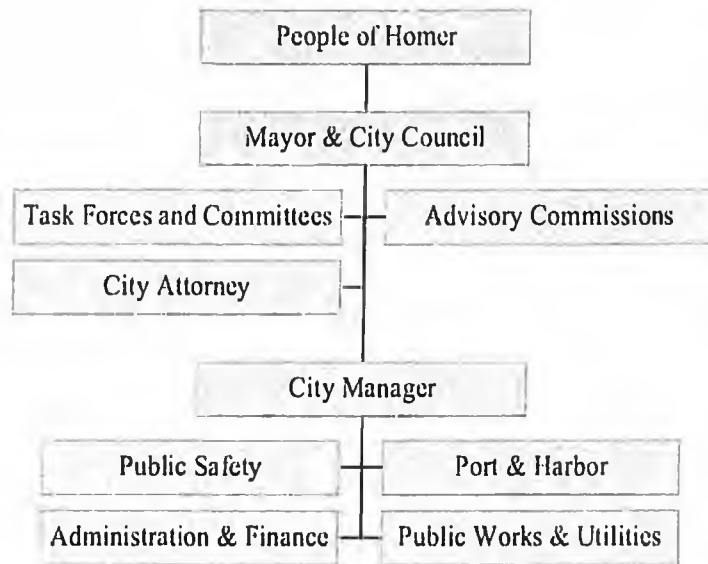 People of Homer
Mayor & City Council
Task Forces and Committees
Advisory Commissions
City Attorney
City Manager
Public Safety
Port & Harbor
Administration & Finance
Public Works & Utilities